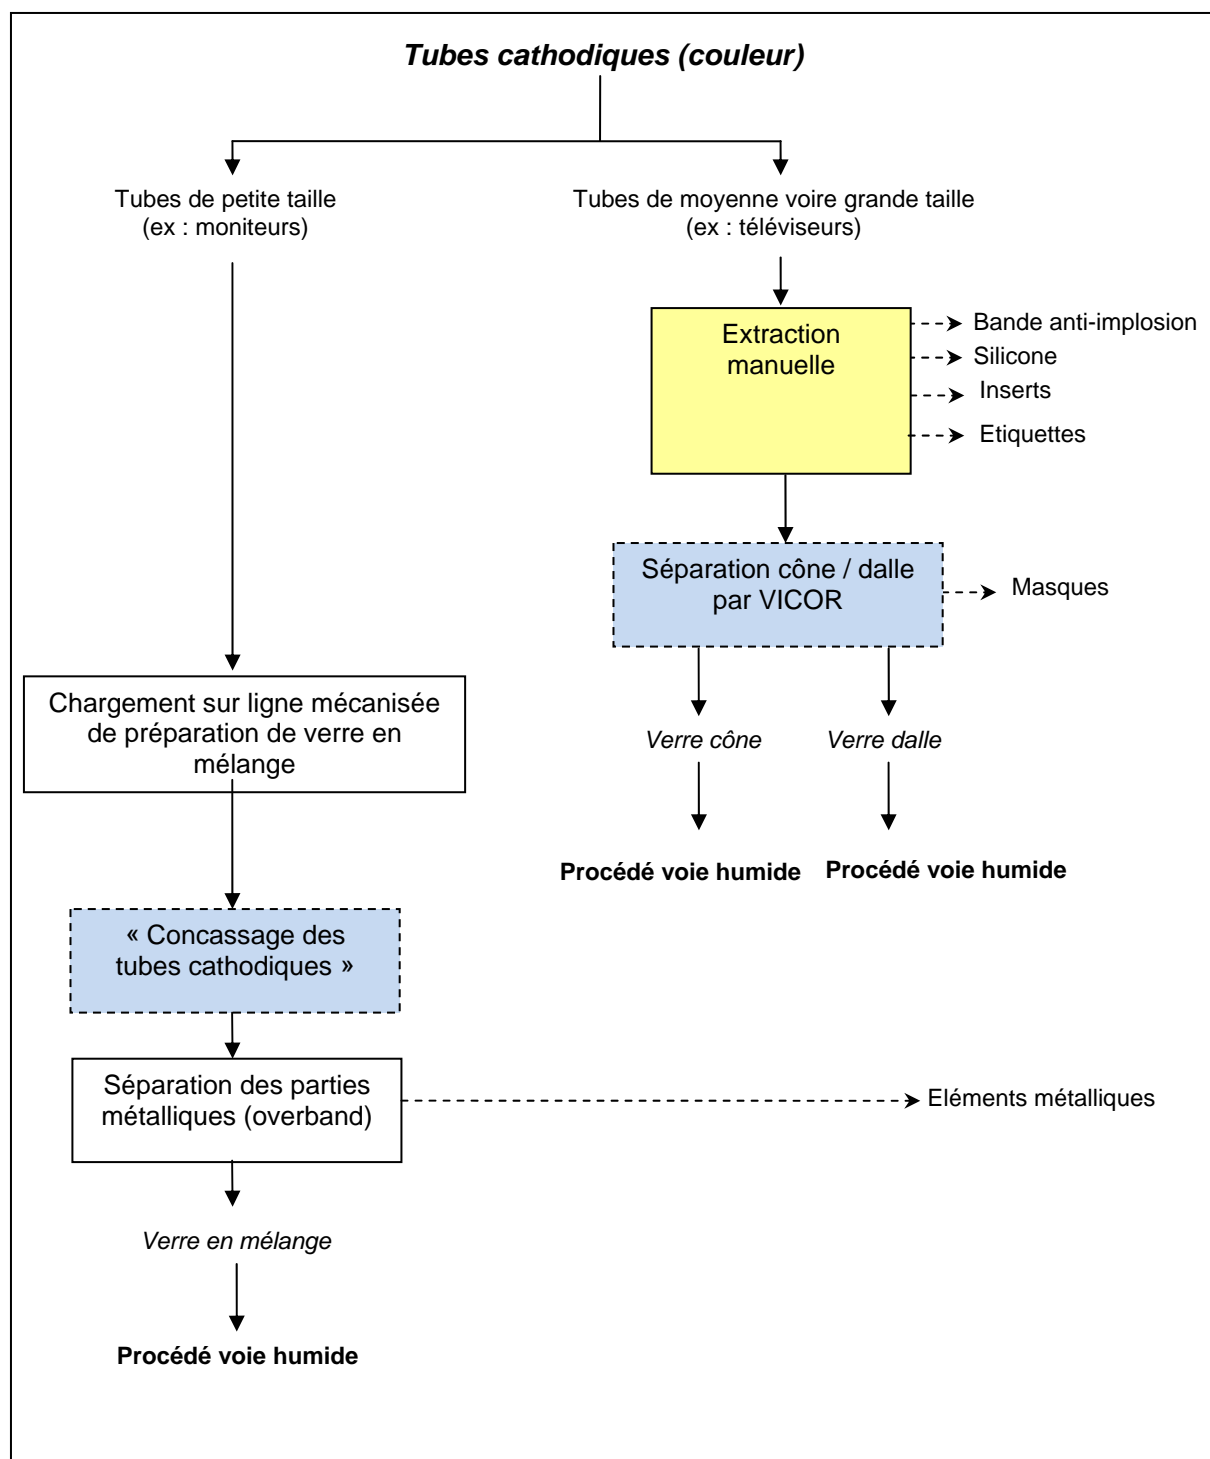 Tubes cathodiques (couleur)
Tubes de petite taille
(ex : moniteurs)
Tubes de moyenne voire grande taille
(ex : téléviseurs)
Extraction
manuelle
Bande anti-implosion
Silicone
Inserts
Etiquettes
Séparation cône / dalle
par VICOR
Masques
Verre cône
Verre dalle
Procédé voie humide
Procédé voie humide
Chargement sur ligne mécanisée
de préparation de verre en
mélange
« Concassage des
tubes cathodiques »
Séparation des parties
métalliques (overband)
Eléments métalliques
Verre en mélange
Procédé voie humide